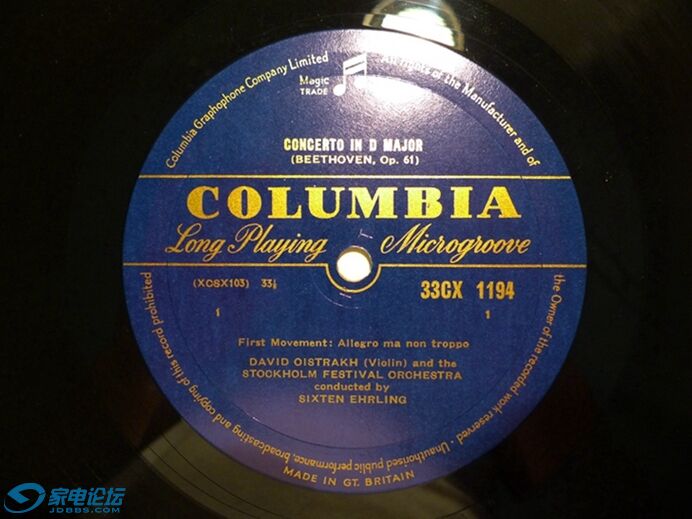 Columbia Graphophone Company Limited
Magic
TRADE
of the Manufacturer and of
the Owner of the recorded work reserved · Unauthorised public performance, broadcasting and copying of this record prohibited
CONCERTO IN D MAJOR
(BEETHOVEN, Op. 61)
COLUMBIA
Long Playing Microgroove
(XCSX103) 33⅓
33CX 1194
1
1
First Movement: Allegro ma non troppo
DAVID OISTRAKH (Violin) and the
STOCKHOLM FESTIVAL ORCHESTRA
conducted by
SIXTEN EHRLING
MADE IN GT. BRITAIN
家电论坛
JDBBS.COM